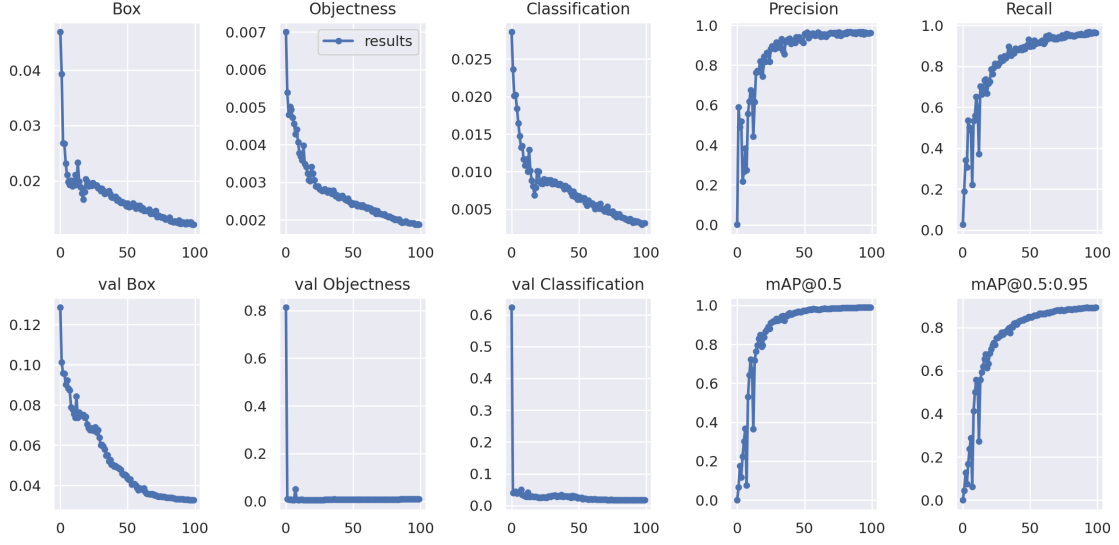 Box
0.04
0.03
0.02
0 50 100
Objectness
results
0.007
0.006
0.005
0.004
0.003
0.002
0 50 100
Classification
0.025
0.020
0.015
0.010
0.005
0 50 100
Precision
1.0
0.8
0.6
0.4
0.2
0.0
0 50 100
Recall
1.0
0.8
0.6
0.4
0.2
0.0
0 50 100
val Box
0.12
0.10
0.08
0.06
0.04
0 50 100
val Objectness
0.8
0.6
0.4
0.2
0.0
0 50 100
val Classification
0.6
0.5
0.4
0.3
0.2
0.1
0.0
0 50 100
mAP@0.5
1.0
0.8
0.6
0.4
0.2
0.0
0 50 100
mAP@0.5:0.95
0.8
0.6
0.4
0.2
0.0
0 50 100